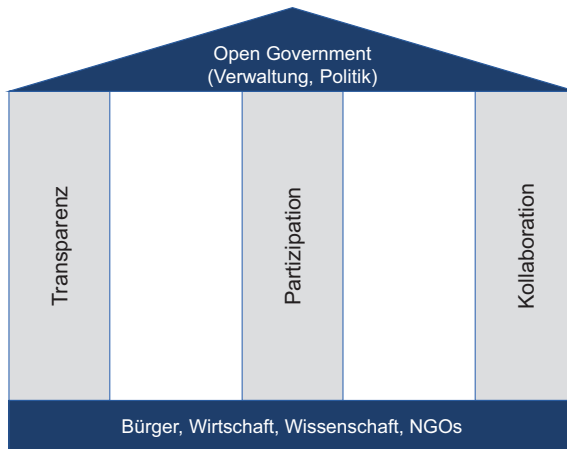 Open Government
(Verwaltung, Politik)
Transparenz
Partizipation
Kollaboration
Bürger, Wirtschaft, Wissenschaft, NGOs